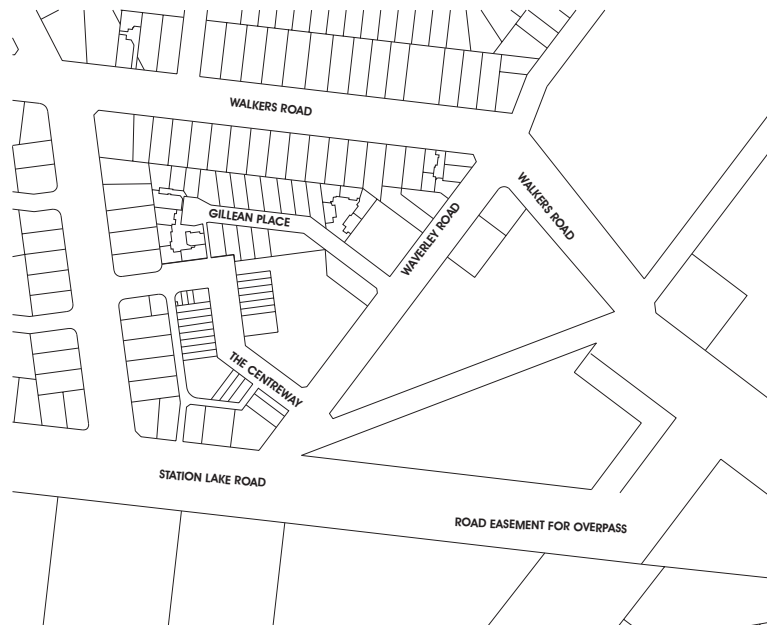 WALKERS ROAD
WALKERS ROAD
GILLEAN PLACE
WAVERLEY ROAD
THE CENTREWAY
STATION LAKE ROAD
ROAD EASEMENT FOR OVERPASS